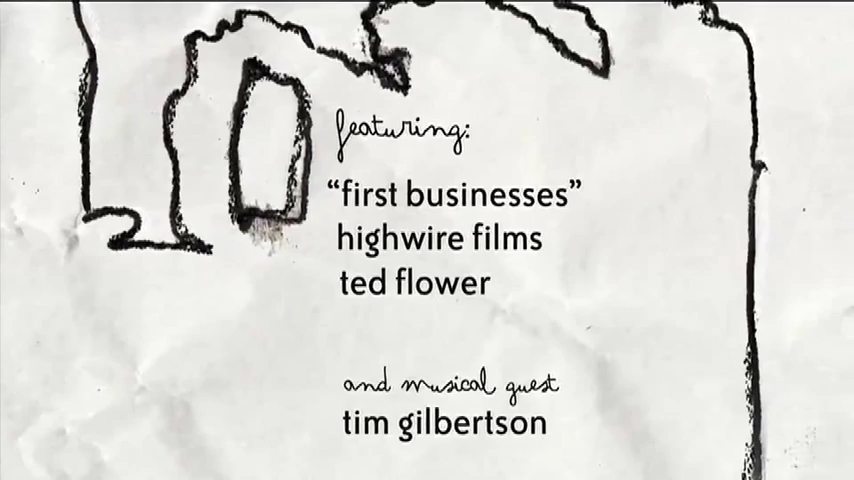 featuring:
“first businesses”
highwire films
ted flower
and musical guest
tim gilbertson